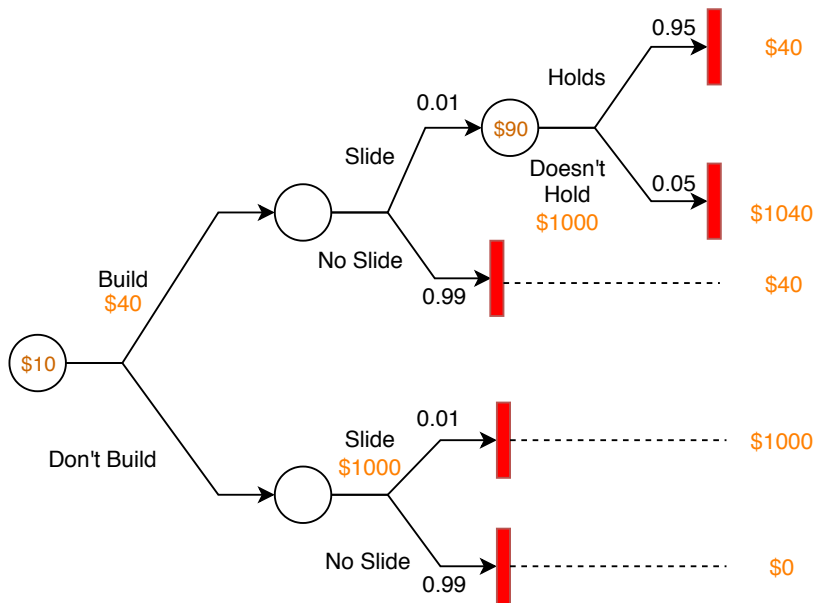 0.95
$40
Holds
0.01
$90
Slide
Doesn't
Hold
$1000
0.05
$1040
No Slide
0.99
$40
Build
$40
$10
Don't Build
0.01
Slide
$1000
$1000
No Slide
0.99
$0